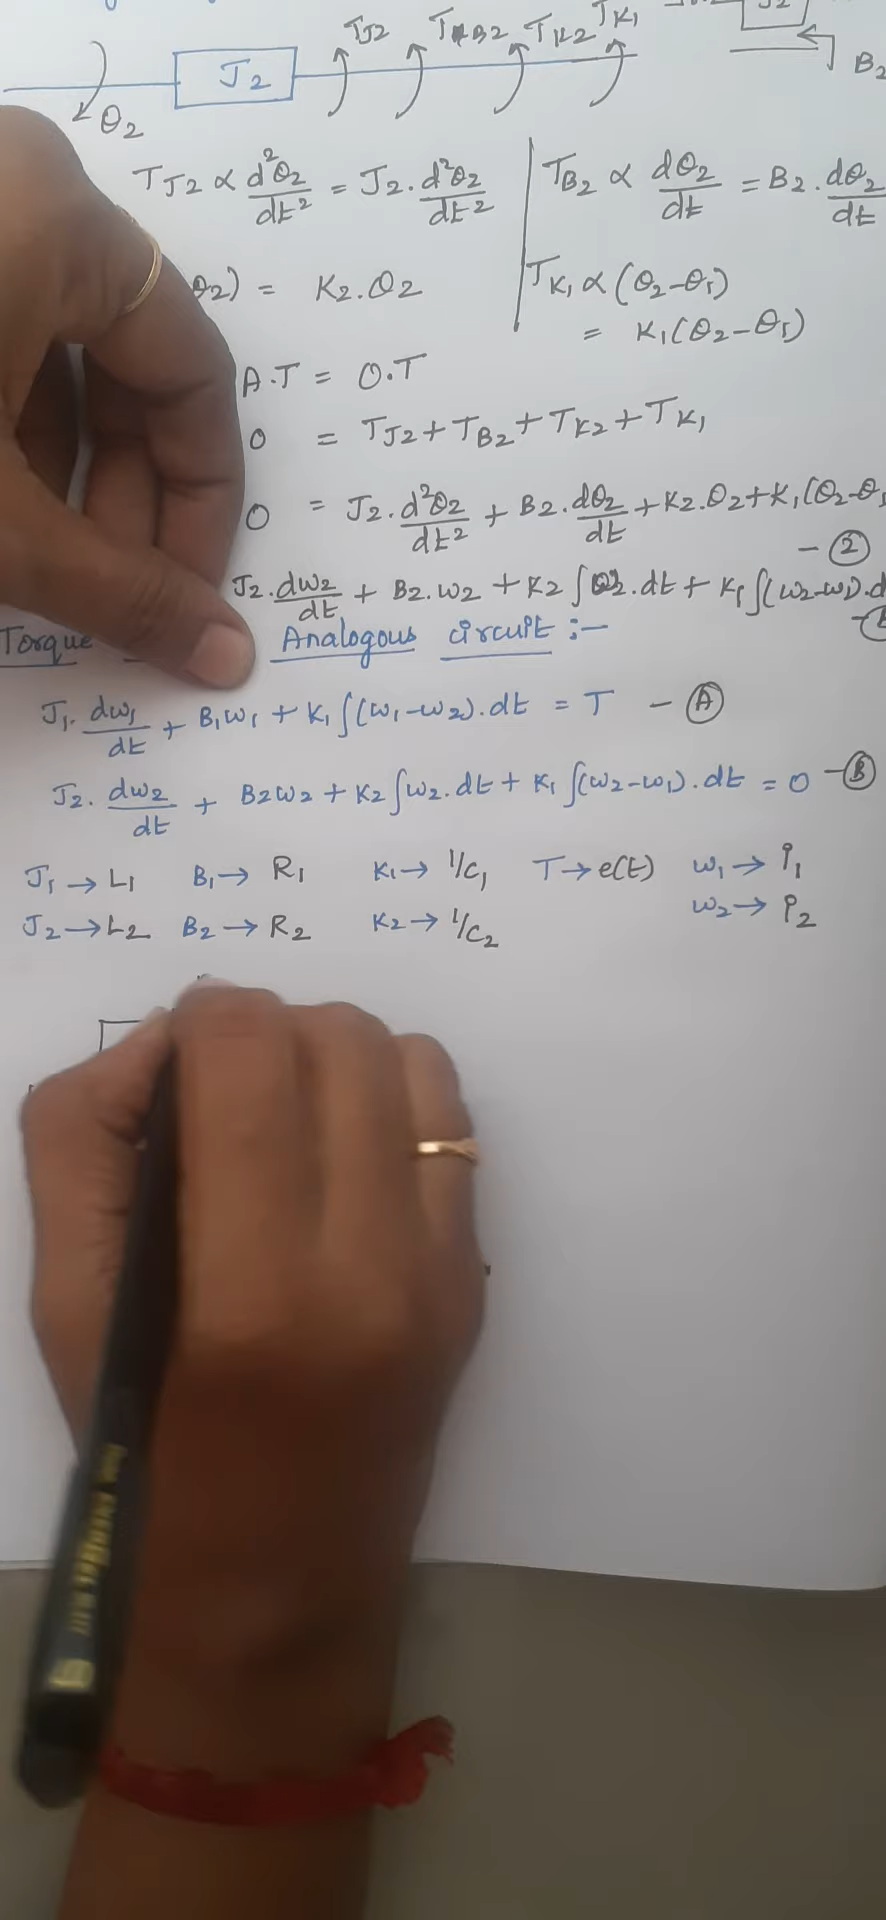 TJ2 TB2 TK2 TK1 J2
θ2 J2 B2
TJ2 ∝ d²θ2/dt² = J2. d²θ2/dt² TB2 ∝ dθ2/dt = B2. dθ2/dt
θ2) = K2.θ2 TK1 ∝ (θ2-θ1)
= K1(θ2-θ1)
A.T = O.T
0 = TJ2 + TB2 + TK2 + TK1
0 = J2. d²θ2/dt² + B2. dθ2/dt + K2.θ2 + K1(θ2-θ1
- ②
J2. dω2/dt + B2.ω2 + K2 ∫ω2.dt + K1 ∫(ω2-ω1).d
Torque Analogous circuit :-
J1. dω1/dt + B1ω1 + K1 ∫(ω1-ω2).dt = T - Ⓐ
J2. dω2/dt + B2ω2 + K2 ∫ω2.dt + K1 ∫(ω2-ω1).dt = 0 - Ⓑ
J1 → L1 B1 → R1 K1 → 1/C1 T → e(t) ω1 → i1
J2 → L2 B2 → R2 K2 → 1/C2 ω2 → i2